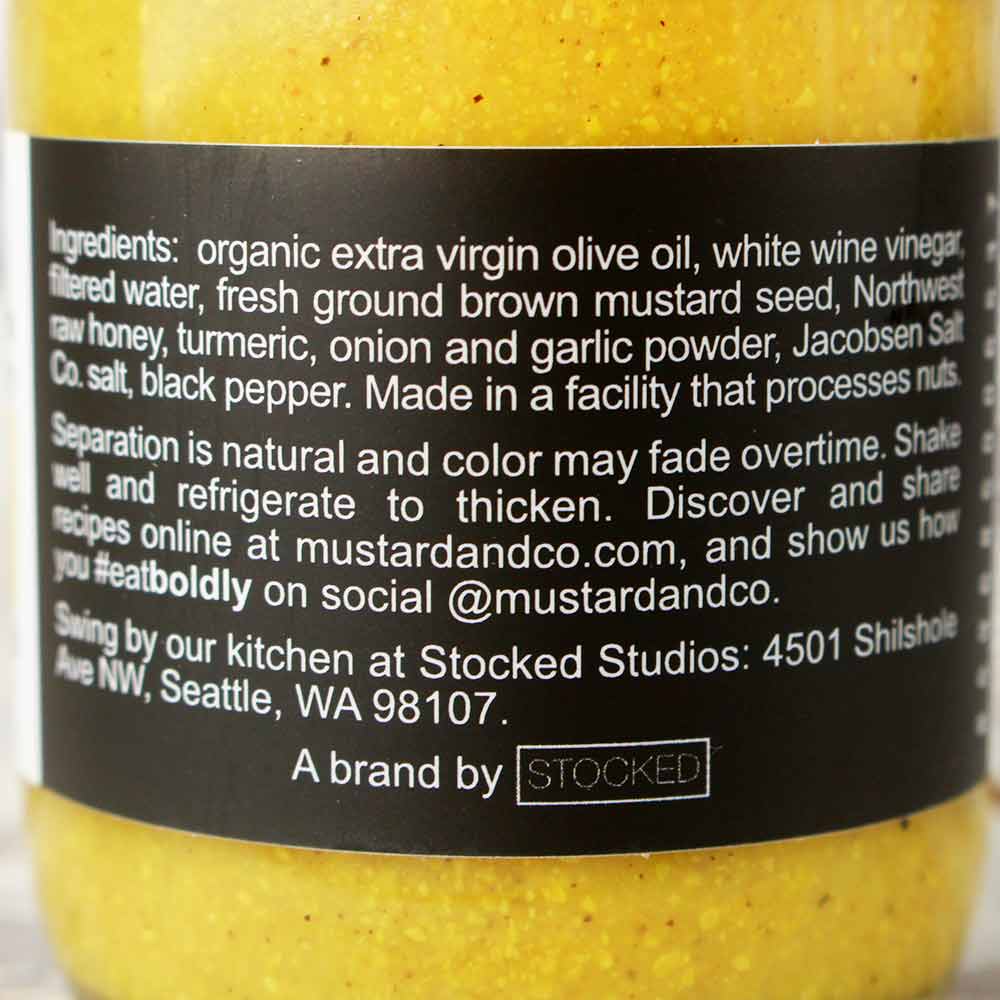 Ingredients: organic extra virgin olive oil, white wine vinegar,
filtered water, fresh ground brown mustard seed, Northwest
raw honey, turmeric, onion and garlic powder, Jacobsen Salt
Co. salt, black pepper. Made in a facility that processes nuts.
Separation is natural and color may fade overtime. Shake
well and refrigerate to thicken. Discover and share
recipes online at mustardandco.com, and show us how
you #eatboldly on social @mustardandco.
Swing by our kitchen at Stocked Studios: 4501 Shilshole
Ave NW, Seattle, WA 98107.
A brand by STOCKED